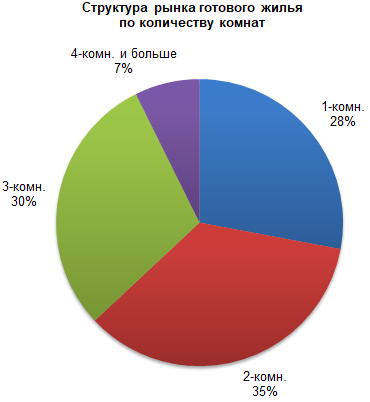 Структура рынка готового жилья
по количеству комнат
4-комн. и больше
7%
1-комн.
28%
3-комн.
30%
2-комн.
35%